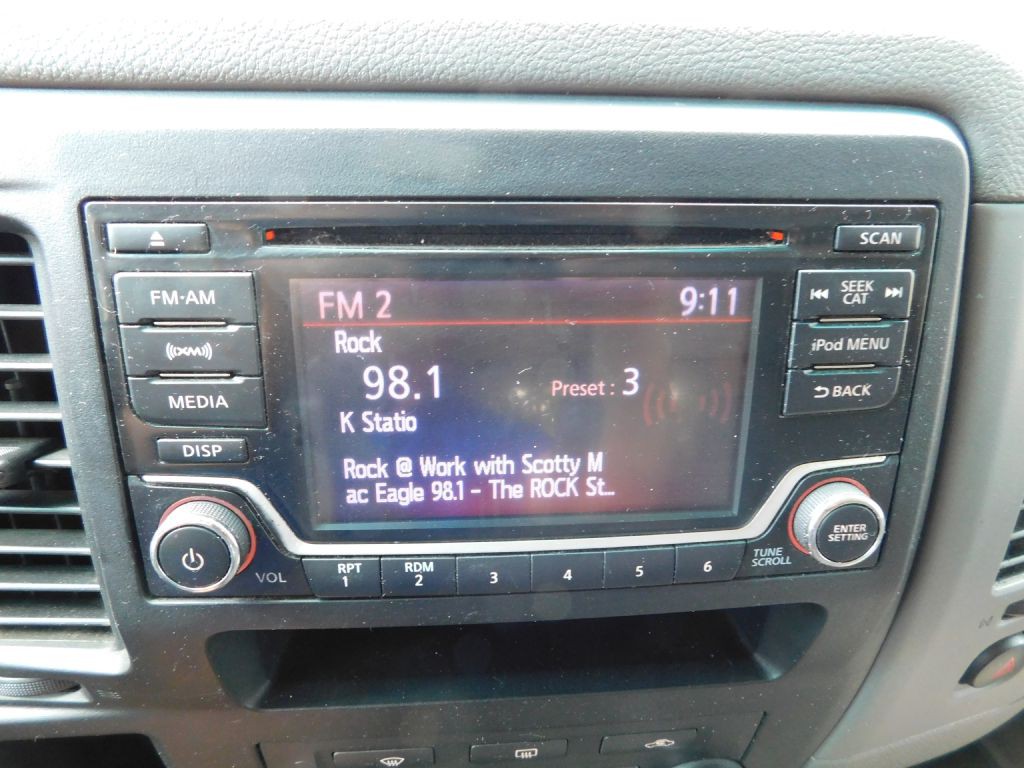 SCAN
FM·AM
SEEK
CAT
XM
iPod MENU
MEDIA
BACK
DISP
FM 2 9:11
Rock
98.1 Preset : 3
K Statio
Rock @ Work with Scotty M
ac Eagle 98.1 - The ROCK St...
VOL
RPT RDM
1 2 3 4 5 6
TUNE
SCROLL
ENTER
SETTING